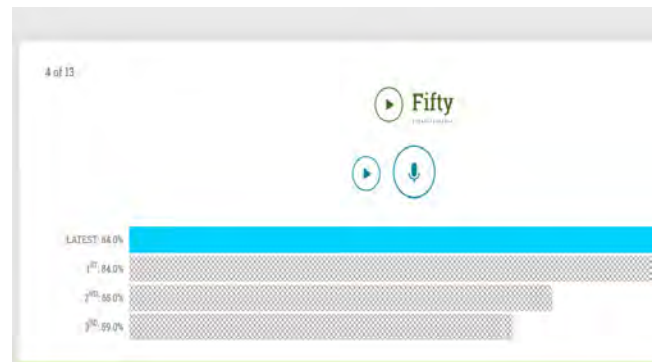 4 of 13
Fifty
LATEST: 84.0%
1ST: 84.0%
2ND: 66.0%
3RD: 59.0%